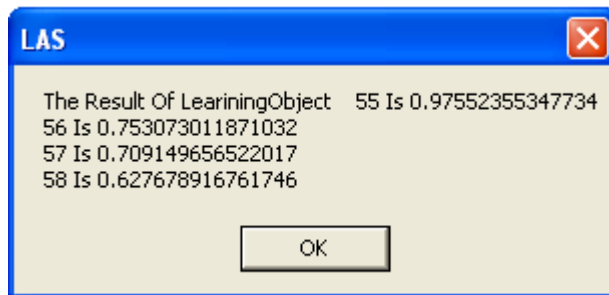 LAS
The Result Of LeariningObject 55 Is 0.97552355347734
56 Is 0.753073011871032
57 Is 0.709149656522017
58 Is 0.627678916761746
OK